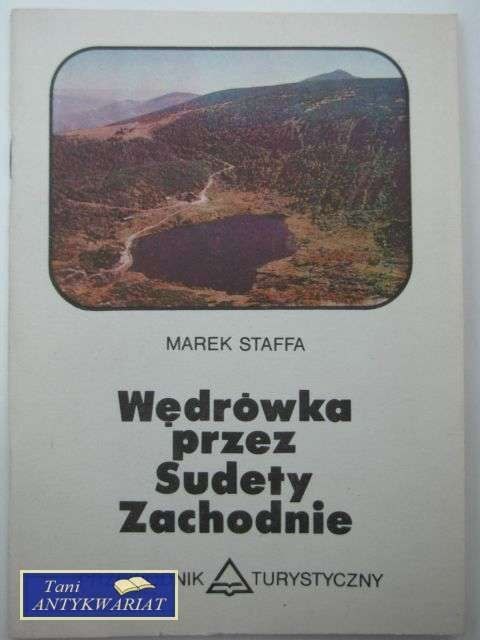 MAREK STAFFA
Wędrówka
przez
Sudety
Zachodnie
NIK TURYSTYCZNY
Tani
ANTYKWARIAT